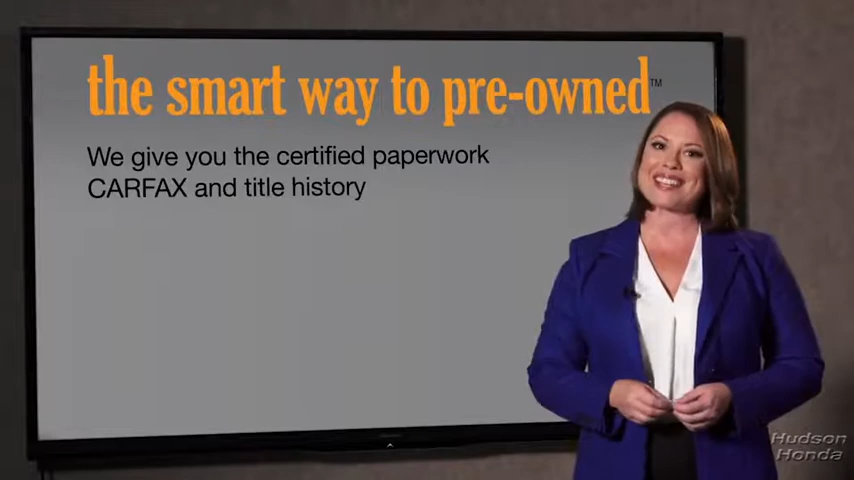 the smart way to pre-owned™
We give you the certified paperwork
CARFAX and title history
Hudson
Honda